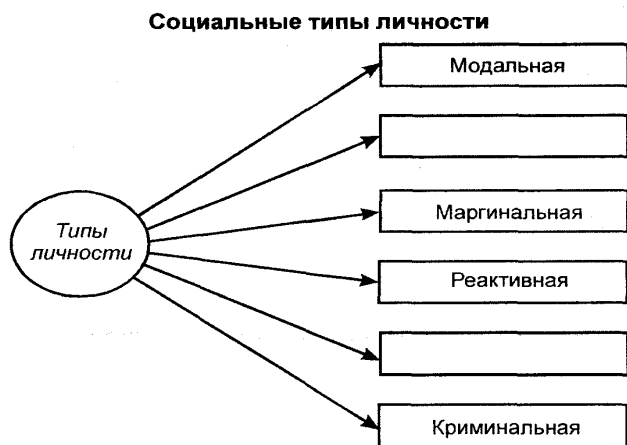 Социальные типы личности
Модальная
Маргинальная
Типы
личности
Реактивная
Криминальная